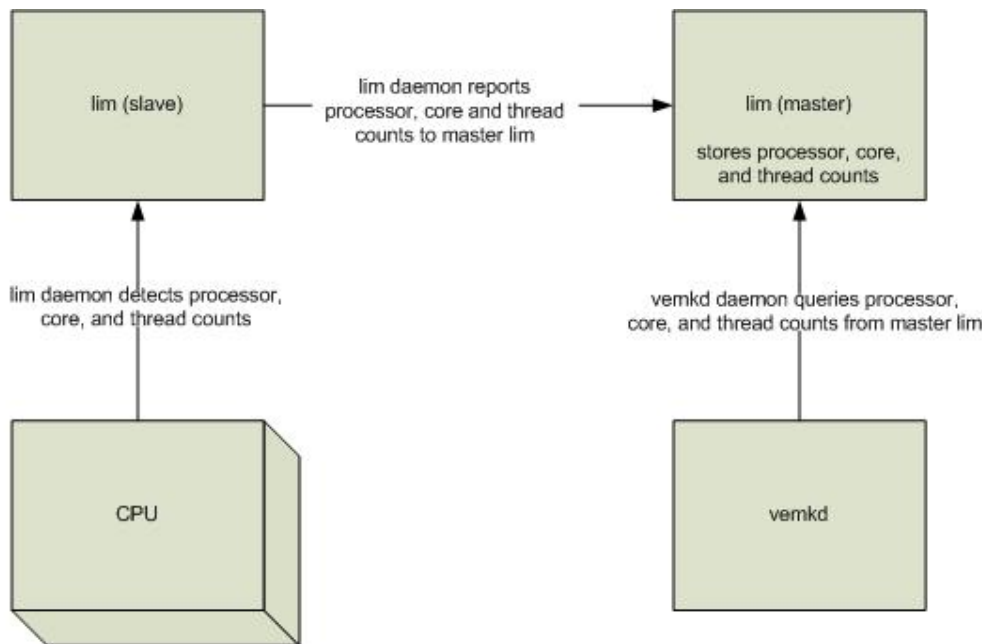 lim (slave)
lim daemon reports
processor, core and thread
counts to master lim
lim (master)
stores processor, core,
and thread counts
lim daemon detects processor,
core, and thread counts
vemkd daemon queries processor,
core, and thread counts from master lim
CPU
vemkd